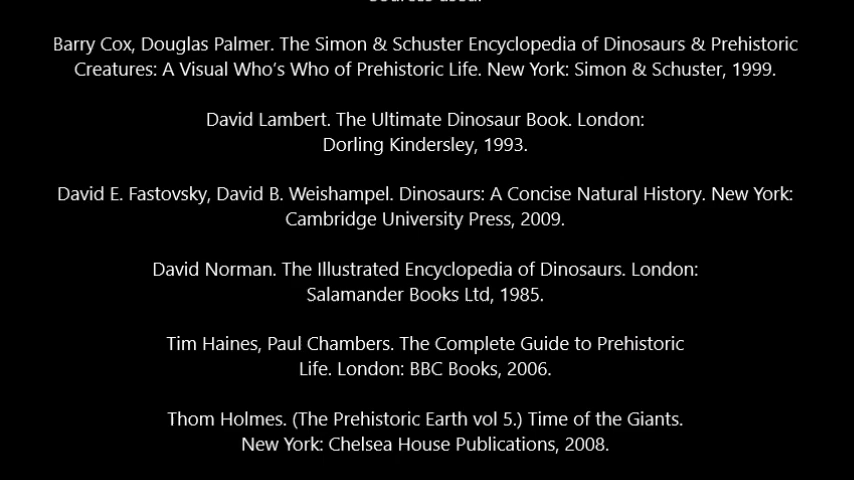 Barry Cox, Douglas Palmer. The Simon & Schuster Encyclopedia of Dinosaurs & Prehistoric
Creatures: A Visual Who's Who of Prehistoric Life. New York: Simon & Schuster, 1999.
David Lambert. The Ultimate Dinosaur Book. London:
Dorling Kindersley, 1993.
David E. Fastovsky, David B. Weishampel. Dinosaurs: A Concise Natural History. New York:
Cambridge University Press, 2009.
David Norman. The Illustrated Encyclopedia of Dinosaurs. London:
Salamander Books Ltd, 1985.
Tim Haines, Paul Chambers. The Complete Guide to Prehistoric
Life. London: BBC Books, 2006.
Thom Holmes. (The Prehistoric Earth vol 5.) Time of the Giants.
New York: Chelsea House Publications, 2008.